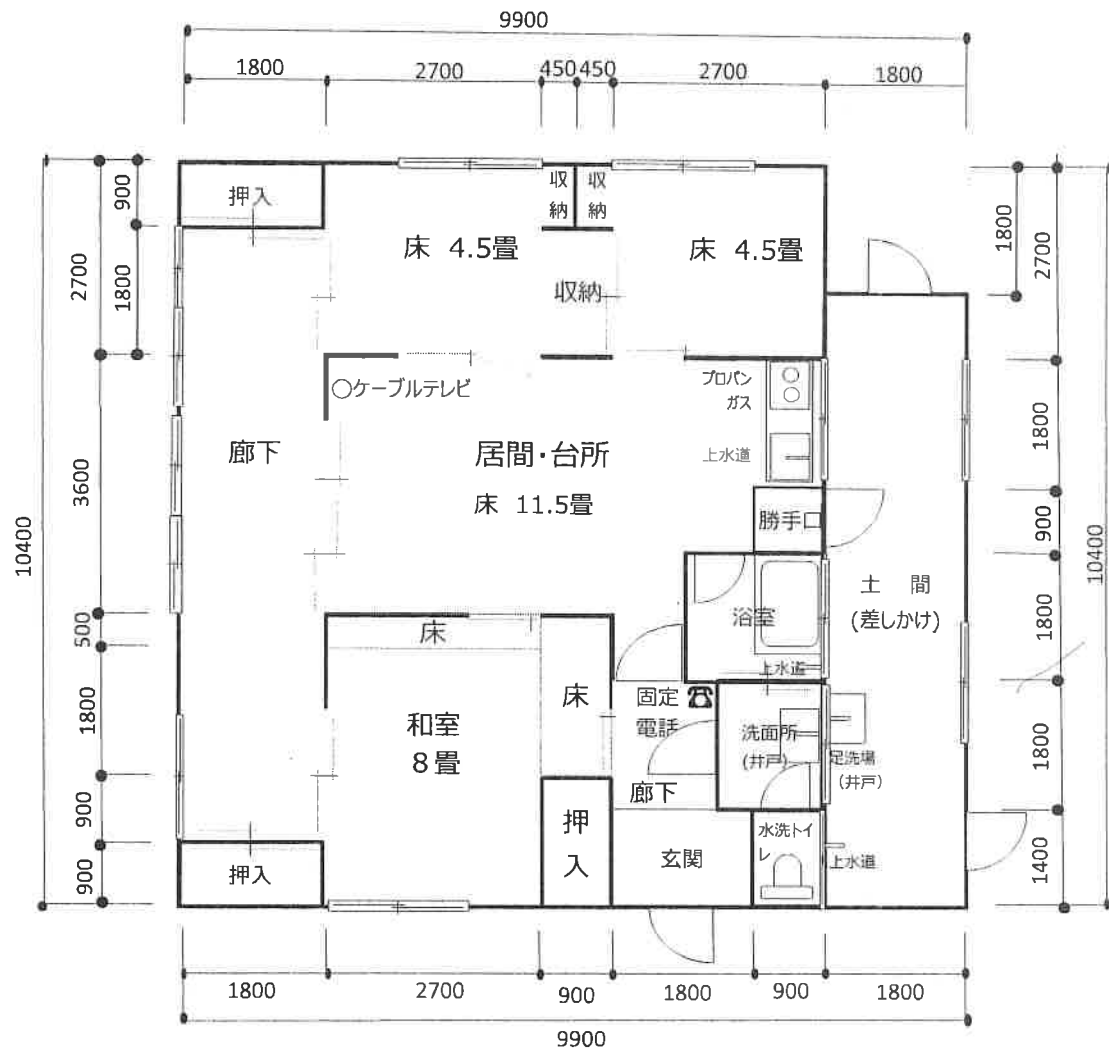 9900
1800 2700 450 450 2700 1800
押入
収納
収納
床 4.5畳
床 4.5畳
収納
○ケーブルテレビ
プロパン
ガス
上水道
廊下
居間・台所
床 11.5畳
勝手口
土 間
(差しかけ)
浴室
上水道
床
床
固定
電話
洗面所
(井戸)
足洗場
(井戸)
和室
8畳
廊下
押入
水洗トイ
レ
上水道
玄関
押入
10400
2700
3600
500
1800
900
900
900
1800
1800
2700
1800
900
1800
1800
1400
10400
1800 2700 900 1800 900 1800
9900